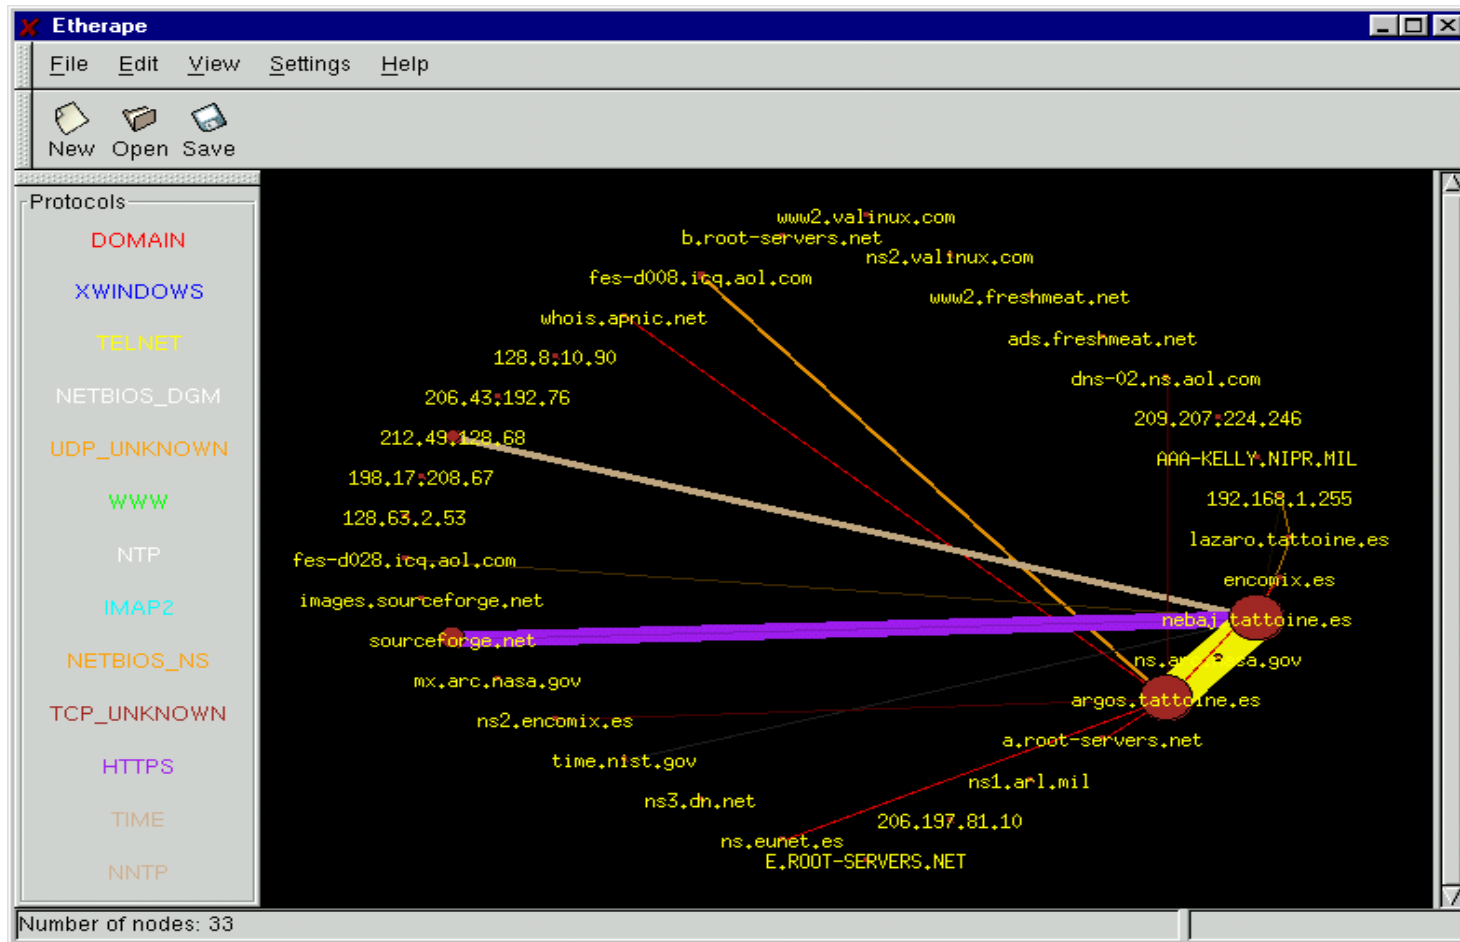 Etherape
File Edit View Settings Help
New Open Save
Protocols
DOMAIN
XWINDOWS
TELNET
NETBIOS_DGM
UDP_UNKNOWN
WWW
NTP
IMAP2
NETBIOS_NS
TCP_UNKNOWN
HTTPS
TIME
NNTP
www2.valinux.com
b.root-servers.net
ns2.valinux.com
fes-d008.icq.aol.com
www2.freshmeat.net
whois.apnic.net
ads.freshmeat.net
128.8.10.90
dns-02.ns.aol.com
206.43.192.76
209.207.224.246
212.49.128.68
AAA-KELLY.NIPR.MIL
198.17.208.67
192.168.1.255
128.63.2.53
lazaro.tattoine.es
fes-d028.icq.aol.com
encomix.es
images.sourceforge.net
nebaj.tattoine.es
sourceforge.net
ns.arc.nasa.gov
mx.arc.nasa.gov
argos.tattoine.es
ns2.encomix.es
a.root-servers.net
time.nist.gov
ns1.arl.mil
ns3.dn.net
206.197.81.10
ns.eunet.es
E.ROOT-SERVERS.NET
Number of nodes: 33